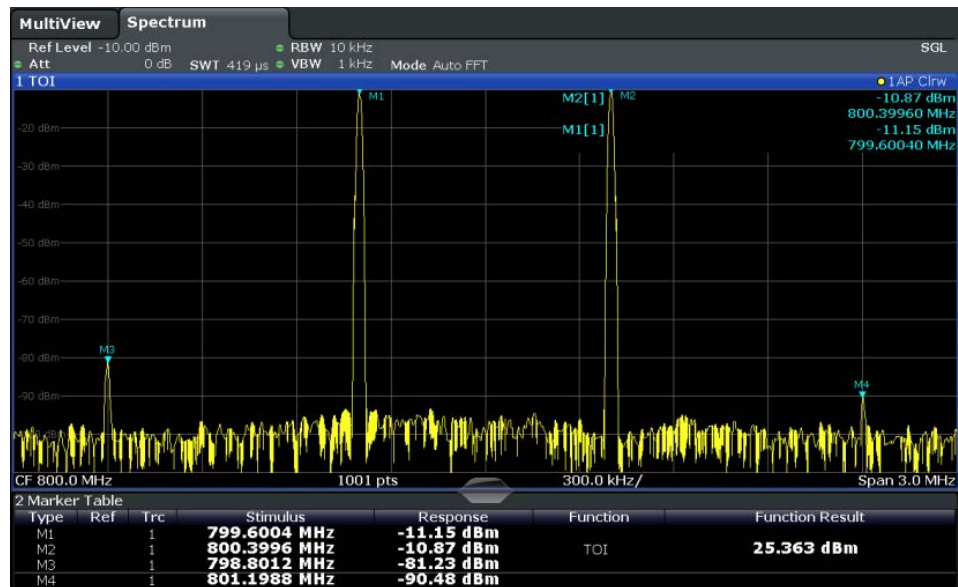 MultiView Spectrum
Ref Level -10.00 dBm RBW 10 kHz SGL
Att 0 dB SWT 419 µs VBW 1 kHz Mode Auto FFT
1 TOI 1AP Clrw
M1 M2[1] M2 -10.87 dBm
800.39960 MHz
-20 dBm M1[1] -11.15 dBm
799.60040 MHz
-30 dBm
-40 dBm
-50 dBm
-60 dBm
-70 dBm
M3
-80 dBm
M4
-90 dBm
CF 800.0 MHz 1001 pts 300.0 kHz/ Span 3.0 MHz
2 Marker Table
Type Ref Trc Stimulus Response Function Function Result
M1 1 799.6004 MHz -11.15 dBm
M2 1 800.3996 MHz -10.87 dBm TOI 25.363 dBm
M3 1 798.8012 MHz -81.23 dBm
M4 1 801.1988 MHz -90.48 dBm